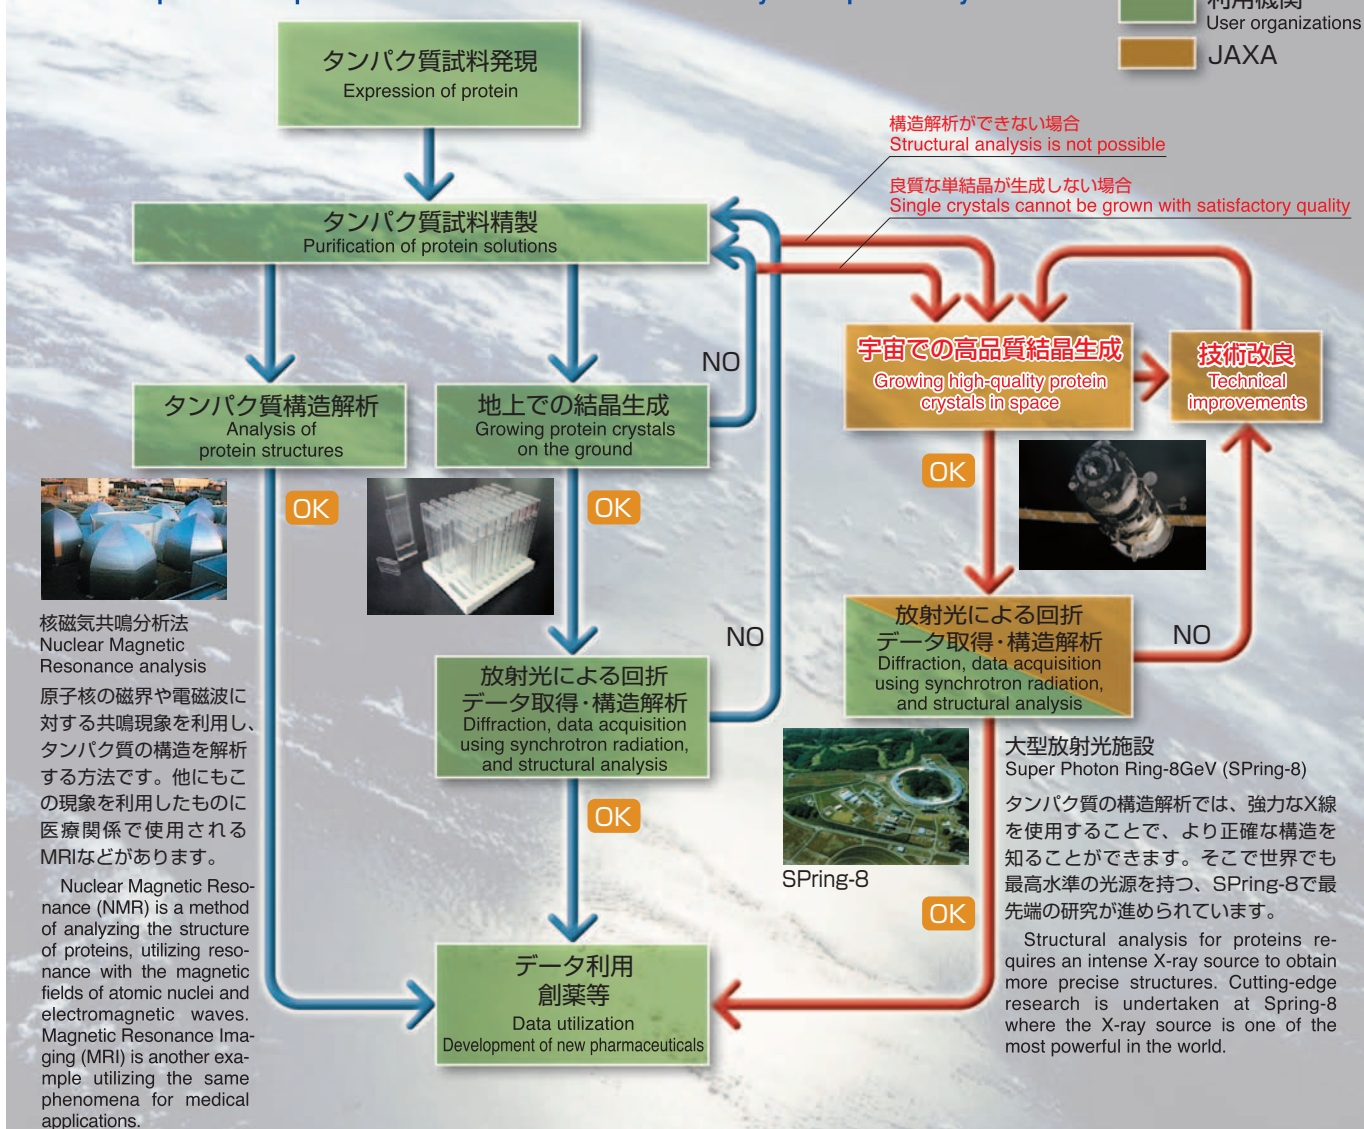 利用機関
User organizations
JAXA
タンパク質試料発現
Expression of protein
構造解析ができない場合
Structural analysis is not possible
良質な単結晶が生成しない場合
Single crystals cannot be grown with satisfactory quality
タンパク質試料精製
Purification of protein solutions
宇宙での高品質結晶生成
Growing high-quality protein
crystals in space
技術改良
Technical
improvements
NO
タンパク質構造解析
Analysis of
protein structures
地上での結晶生成
Growing protein crystals
on the ground
OK
OK
OK
核磁気共鳴分析法
Nuclear Magnetic
Resonance analysis
原子核の磁界や電磁波に
対する共鳴現象を利用し、
タンパク質の構造を解析
する方法です。他にもこ
の現象を利用したものに
医療関係で使用される
MRIなどがあります。
Nuclear Magnetic Reso-
nance (NMR) is a method
of analyzing the structure
of proteins, utilizing reso-
nance with the magnetic
fields of atomic nuclei and
electromagnetic waves.
Magnetic Resonance Ima-
ging (MRI) is another exa-
mple utilizing the same
phenomena for medical
applications.
NO
放射光による回折
データ取得・構造解析
Diffraction, data acquisition
using synchrotron radiation,
and structural analysis
OK
放射光による回折
データ取得・構造解析
Diffraction, data acquisition
using synchrotron radiation,
and structural analysis
NO
SPring-8
大型放射光施設
Super Photon Ring-8GeV (SPring-8)
タンパク質の構造解析では、強力なX線
を使用することで、より正確な構造を
知ることができます。そこで世界でも
最高水準の光源を持つ、SPring-8で最
先端の研究が進められています。
Structural analysis for proteins re-
quires an intense X-ray source to obtain
more precise structures. Cutting-edge
research is undertaken at Spring-8
where the X-ray source is one of the
most powerful in the world.
OK
データ利用
創薬等
Data utilization
Development of new pharmaceuticals